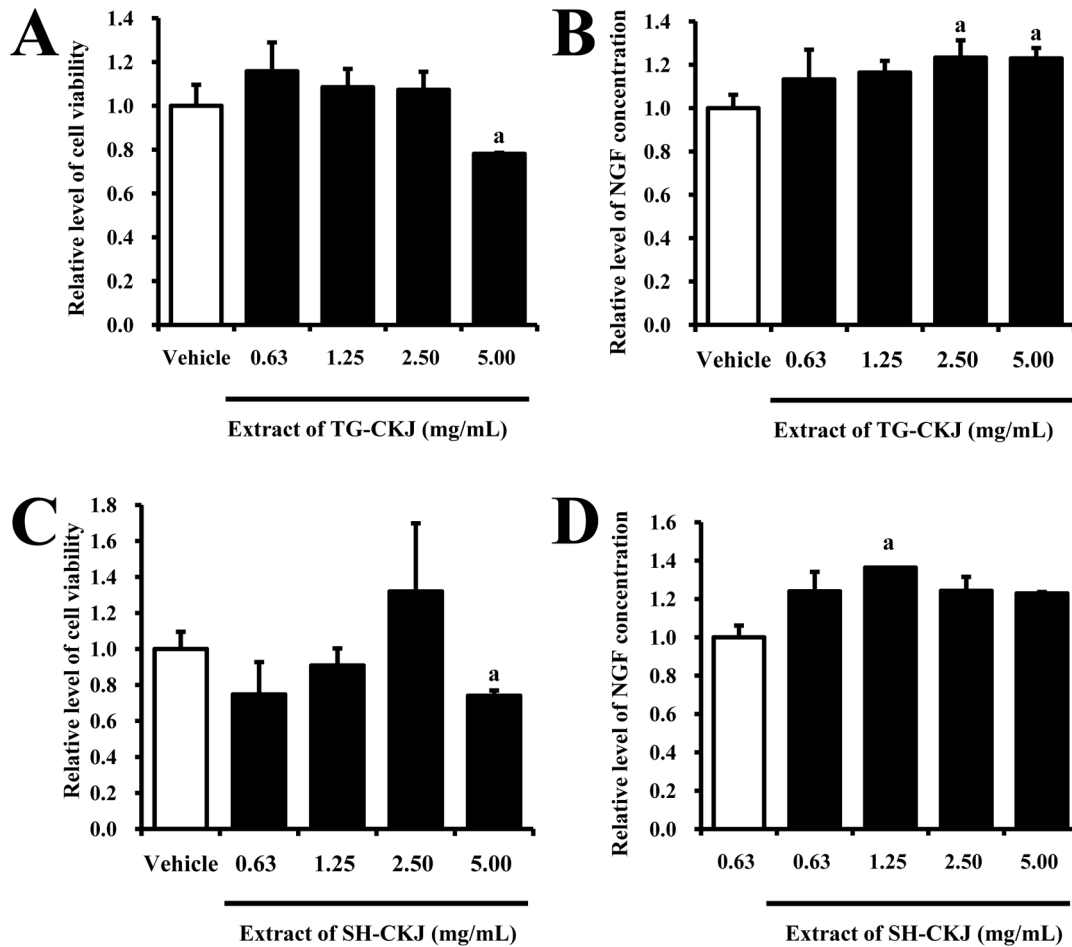 A
Relative level of cell viability
1.4
1.2
1.0
0.8
0.6
0.4
0.2
0.0
a
Vehicle 0.63 1.25 2.50 5.00
Extract of TG-CKJ (mg/mL)
B
Relative level of NGF concentration
1.4
1.2
1.0
0.8
0.6
0.4
0.2
0.0
a a
Vehicle 0.63 1.25 2.50 5.00
Extract of TG-CKJ (mg/mL)
C
Relative level of cell viability
1.8
1.6
1.4
1.2
1.0
0.8
0.6
0.4
0.2
0.0
a
Vehicle 0.63 1.25 2.50 5.00
Extract of SH-CKJ (mg/mL)
D
Relative level of NGF concentration
1.6
1.4
1.2
1.0
0.8
0.6
0.4
0.2
0.0
a
0.63 0.63 1.25 2.50 5.00
Extract of SH-CKJ (mg/mL)